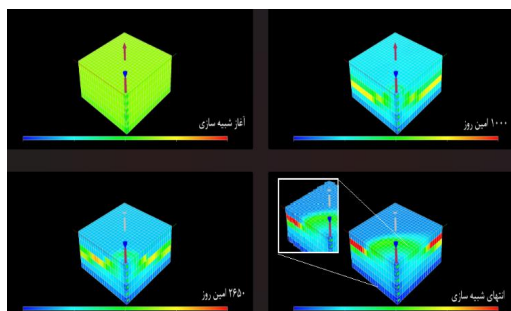 آغاز شبیه سازی
۱۰۰۰ امین روز
۲۶۵۰ امین روز
انتهای شبیه سازی